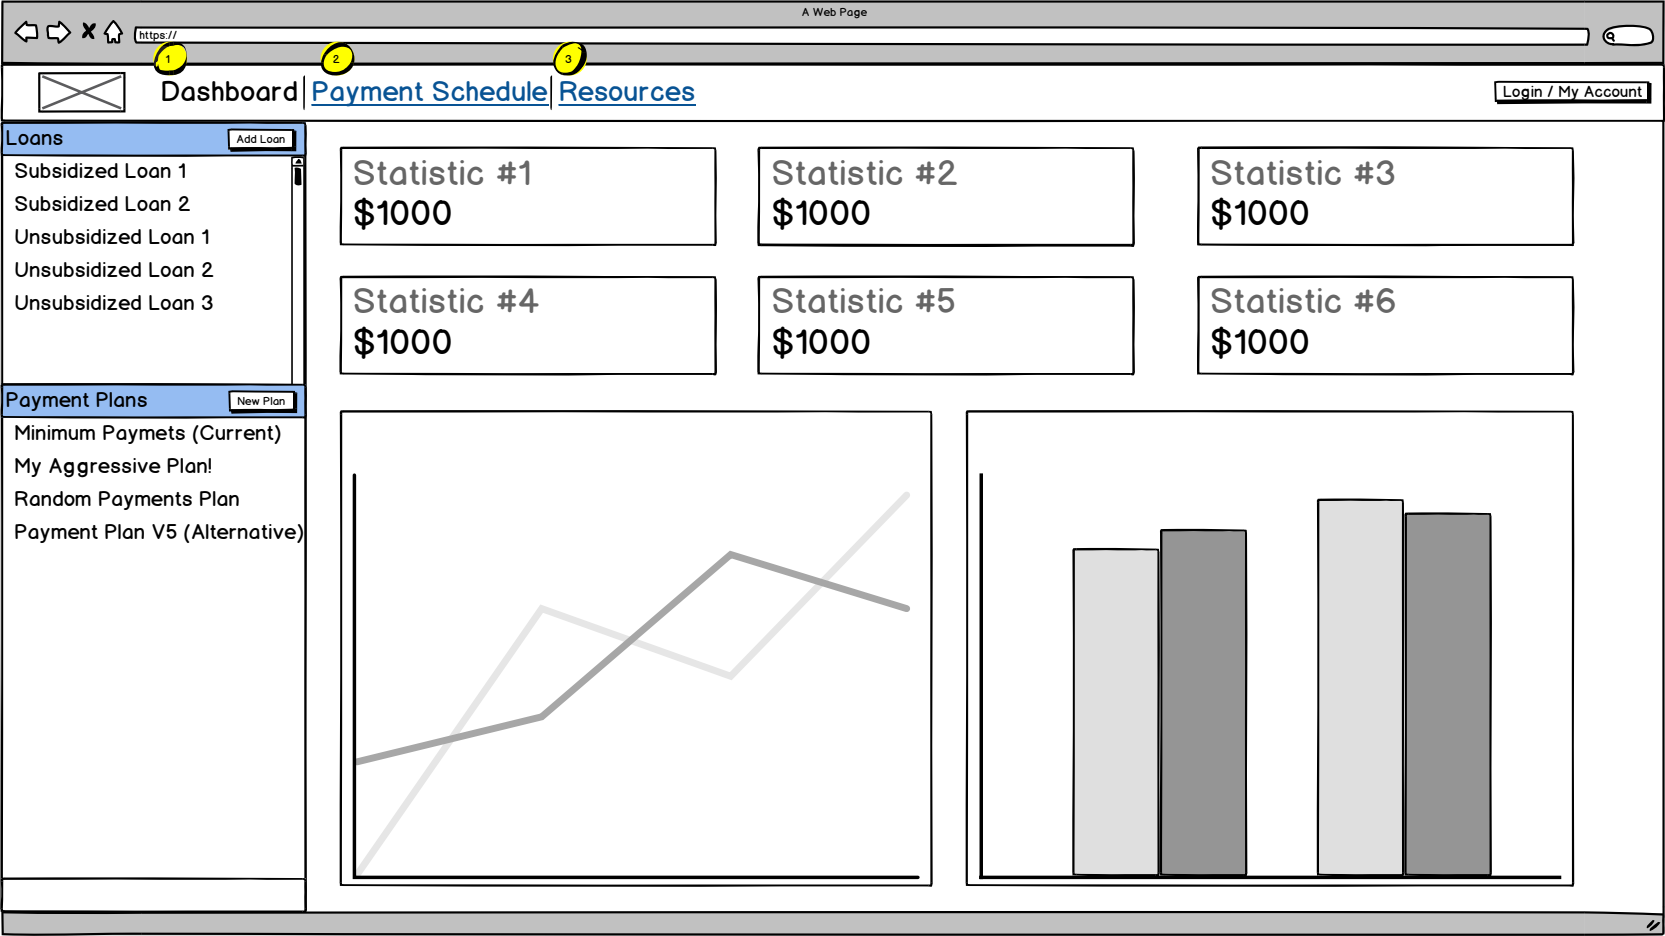 A Web Page
https://
1 2 3
Dashboard Payment Schedule Resources
Login / My Account
Loans
Add Loan
Subsidized Loan 1
Subsidized Loan 2
Unsubsidized Loan 1
Unsubsidized Loan 2
Unsubsidized Loan 3
Payment Plans
New Plan
Minimum Paymets (Current)
My Aggressive Plan!
Random Payments Plan
Payment Plan V5 (Alternative)
Statistic #1
$1000
Statistic #2
$1000
Statistic #3
$1000
Statistic #4
$1000
Statistic #5
$1000
Statistic #6
$1000